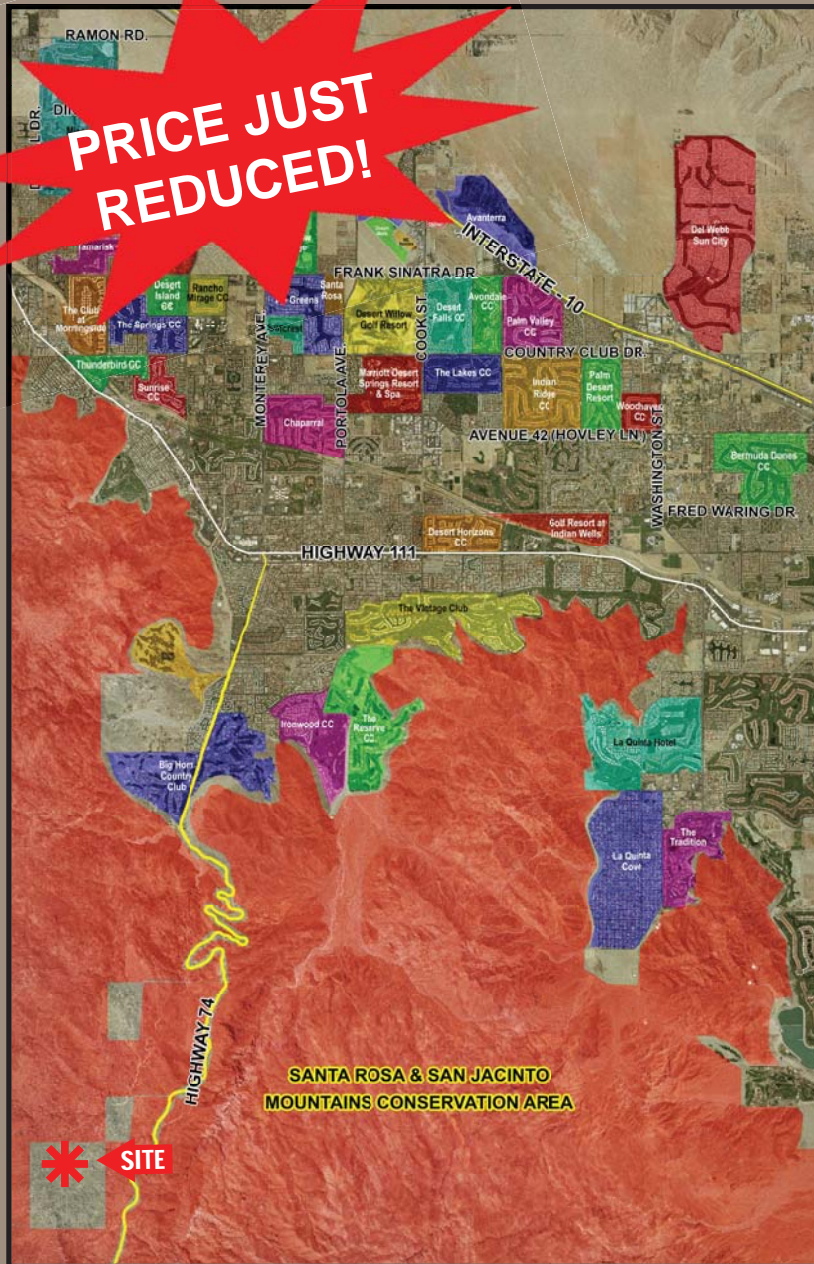 RAMON RD.
PRICE JUST
REDUCED!
Avanterra
INTERSTATE - 10
Del Webb
Sun City
Tamarisk
FRANK SINATRA DR.
Desert
Island
CC
Rancho
Mirage CC
Santa
Rosa
Greens
The Club
at
Morningside
The Springs CC
Desert Willow
Golf Resort
COOK ST.
Desert
Falls CC
Avondale
CC
Palm Valley
CC
MONTEREY AVE.
PORTOLA AVE.
COUNTRY CLUB DR.
Thunderbird CC
Sunrise
CC
Marriott Desert
Springs Resort
& Spa
The Lakes CC
Indian
Ridge
CC
Palm
Desert
Resort
Woodhaven
CC
WASHINGTON ST.
Chaparral
AVENUE 42 (HOVLEY LN.)
Bermuda Dunes
CC
FRED WARING DR.
Desert Horizons
CC
Golf Resort at
Indian Wells
HIGHWAY 111
The Vintage Club
Ironwood CC
The
Reserve
CC
La Quinta Hotel
Big Horn
Country
Club
La Quinta
Cove
The
Tradition
HIGHWAY 74
SANTA ROSA & SAN JACINTO
MOUNTAINS CONSERVATION AREA
SITE